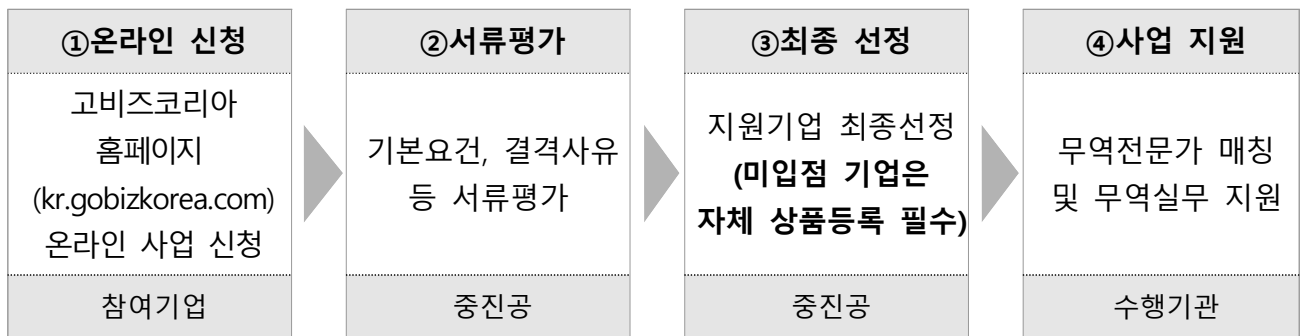 ①온라인 신청
고비즈코리아
홈페이지
(kr.gobizkorea.com)
온라인 사업 신청
참여기업
②서류평가
기본요건, 결격사유
등 서류평가
중진공
③최종 선정
지원기업 최종선정
(미입점 기업은
자체 상품등록 필수)
중진공
④사업 지원
무역전문가 매칭
및 무역실무 지원
수행기관